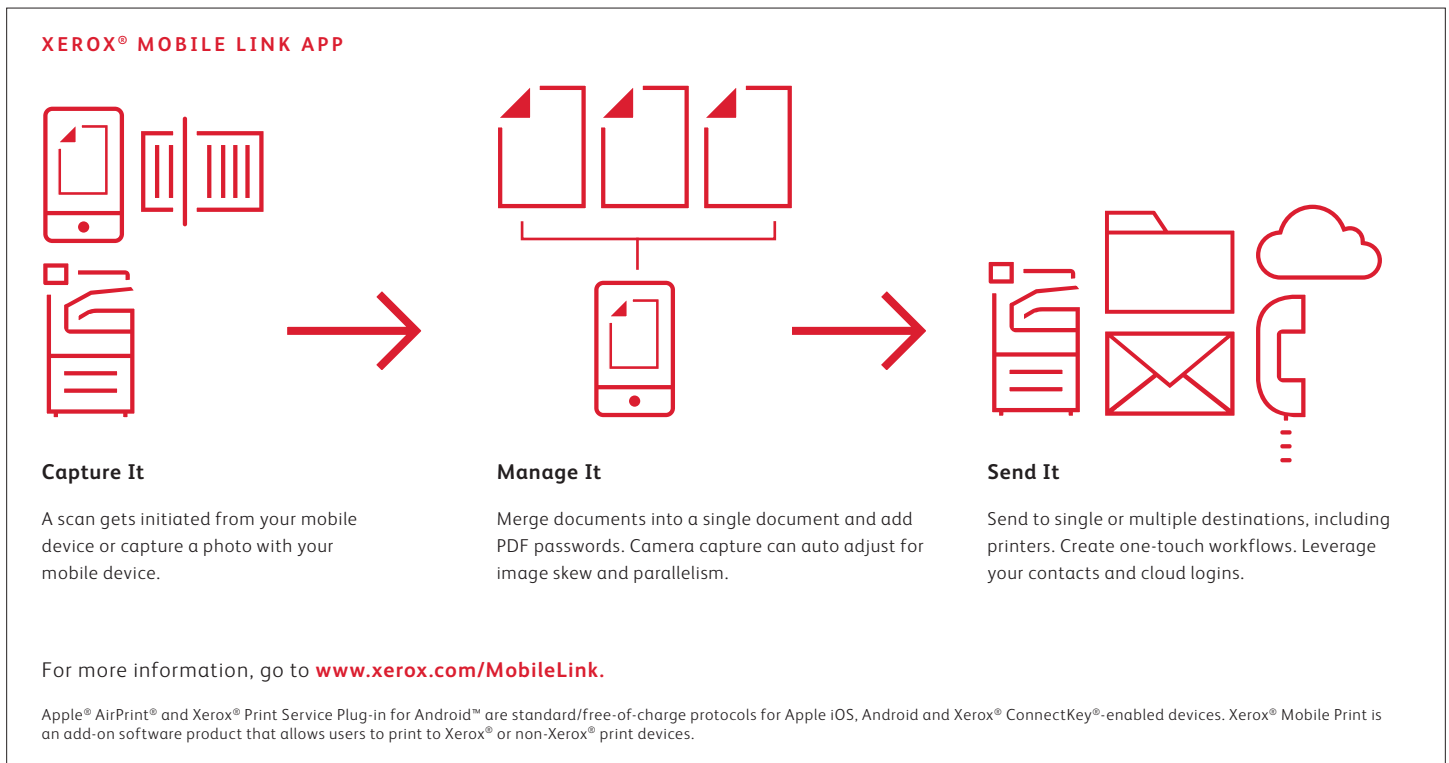 XEROX® MOBILE LINK APP
Capture It
A scan gets initiated from your mobile
device or capture a photo with your
mobile device.
Manage It
Merge documents into a single document and add
PDF passwords. Camera capture can auto adjust for
image skew and parallelism.
Send It
Send to single or multiple destinations, including
printers. Create one-touch workflows. Leverage
your contacts and cloud logins.
For more information, go to www.xerox.com/MobileLink.
Apple® AirPrint® and Xerox® Print Service Plug-in for Android™ are standard/free-of-charge protocols for Apple iOS, Android and Xerox® ConnectKey®-enabled devices. Xerox® Mobile Print is
an add-on software product that allows users to print to Xerox® or non-Xerox® print devices.